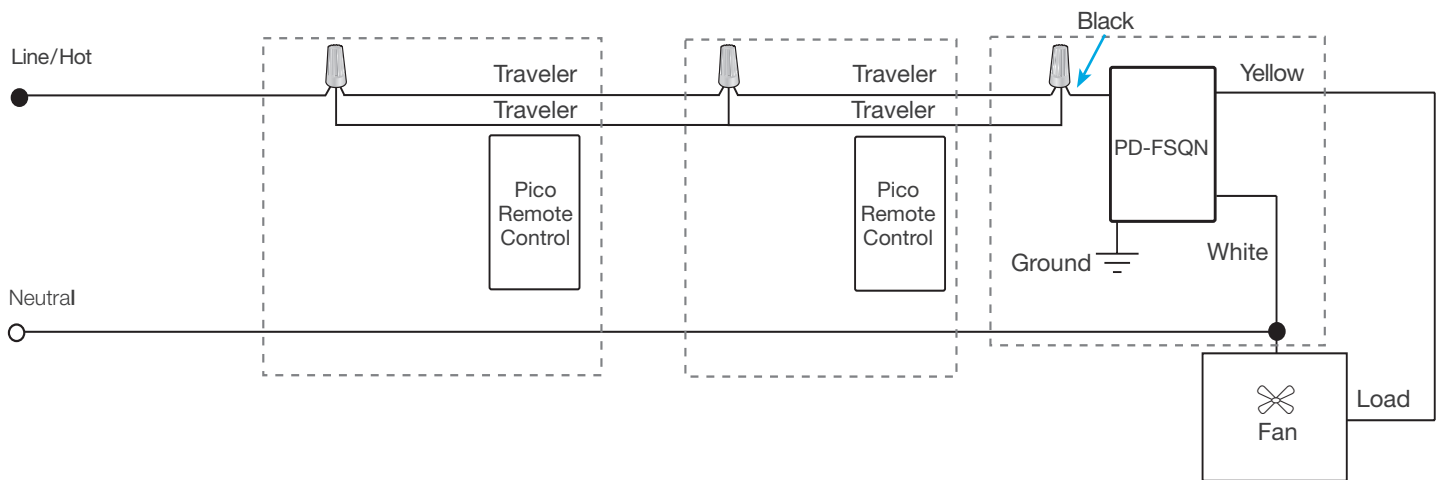 Black
Line/Hot
Traveler
Traveler
Yellow
Traveler
Traveler
PD-FSQN
Pico
Remote
Control
Pico
Remote
Control
Ground
White
Neutral
Load
Fan